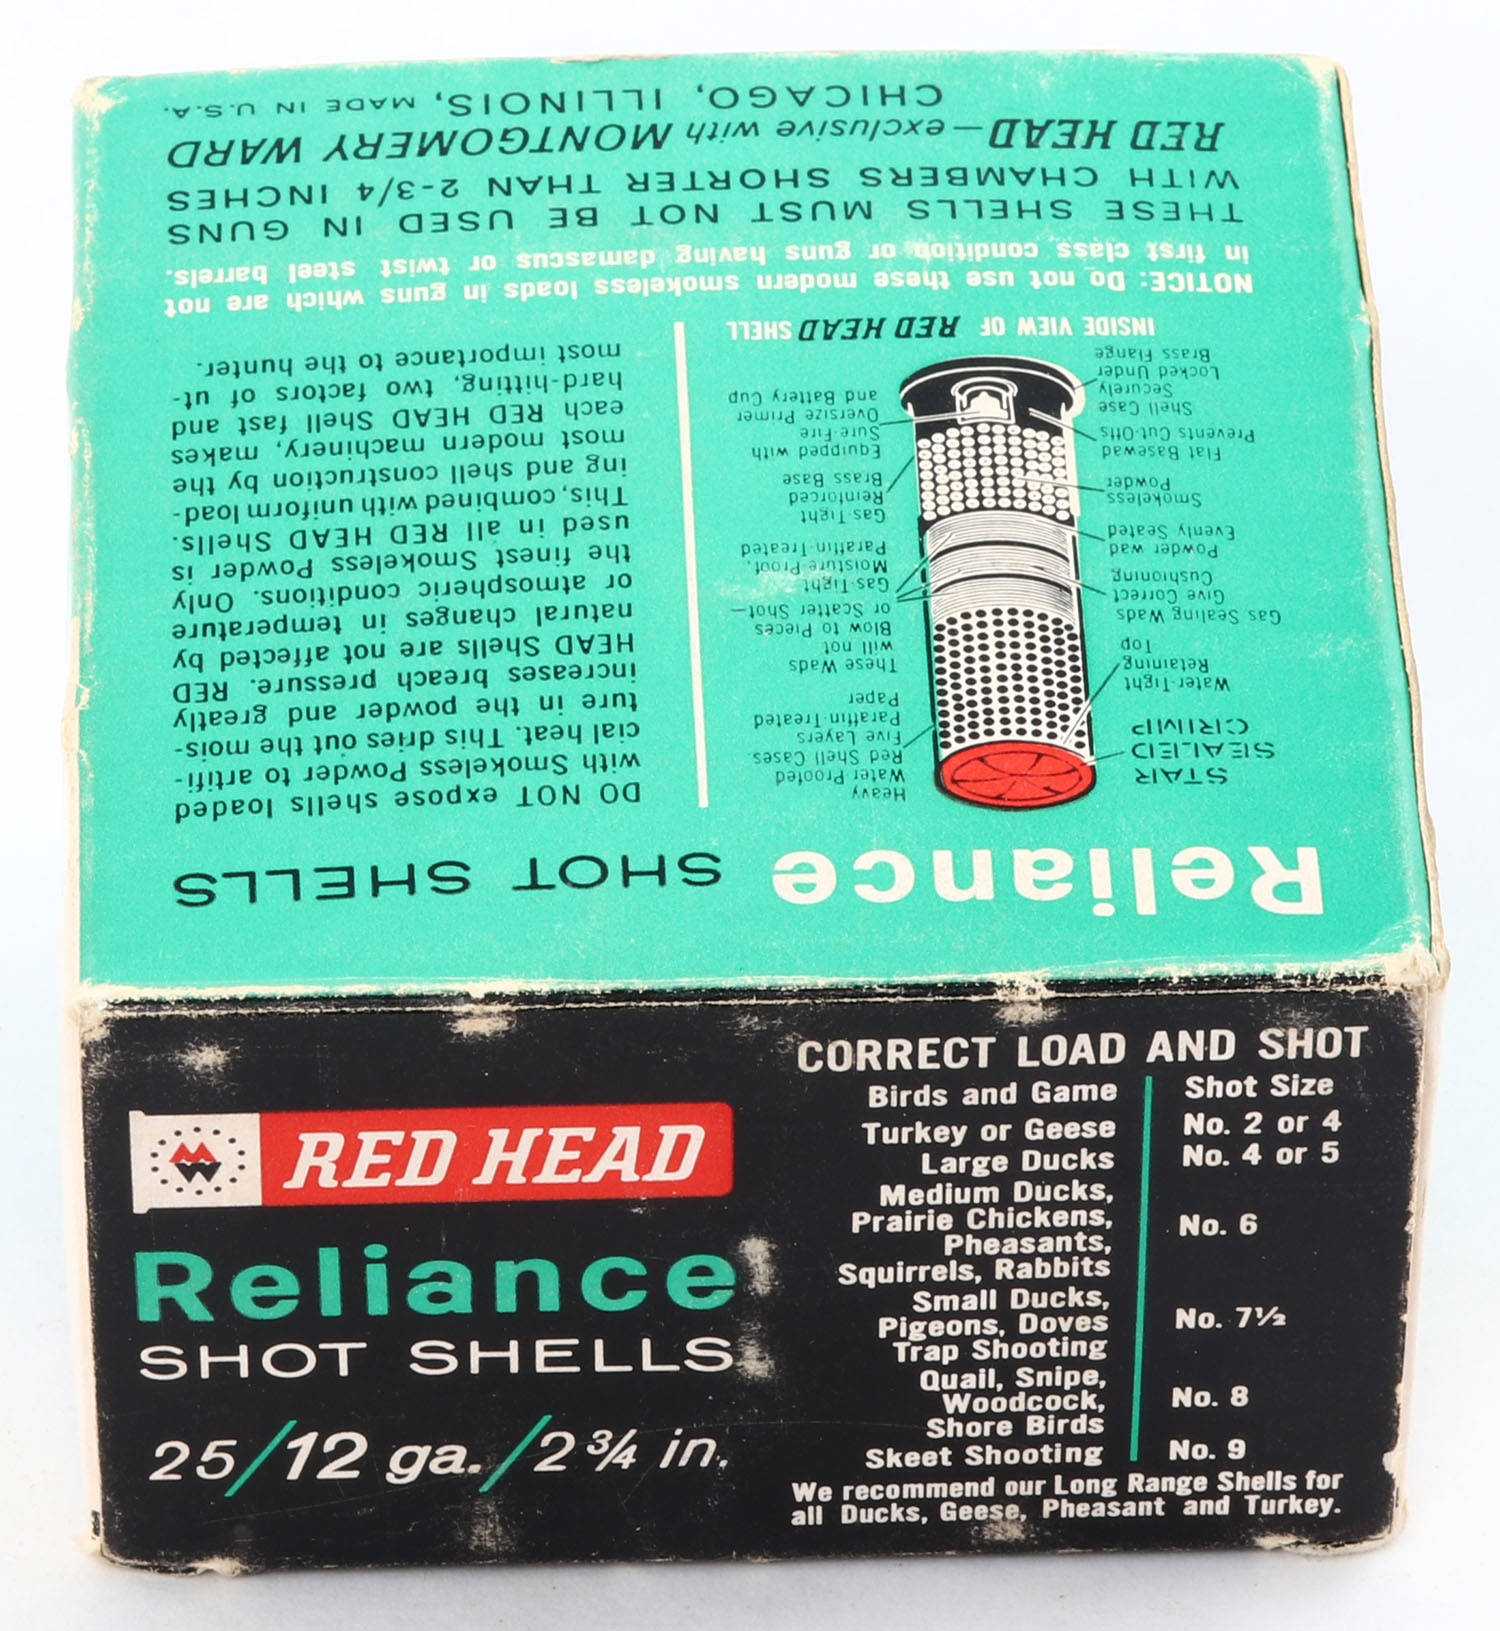 Reliance SHOT SHELLS
STAR
SEALED
CRIMP
Water-Tight
Retaining
Top
Gas Sealing Wads
Give Correct
Cushioning
Powder wad
Evenly Seated
Smokeless
Powder
Flat Basewad
Prevents Cut-Offs
Shell Case
Securely
Locked Under
Brass Flange
Heavy
Water Proofed
Red Shell Cases
Five Layers
Paraffin-Treated
Paper
These Wads
will not
Blow to Pieces
or Scatter Shot—
Gas-Tight
Moisture-Proof.
Paraffin-Treated
Gas-Tight
Reinforced
Brass Base
Equipped with
Sure-Fire
Oversize Primer
and Battery Cup
INSIDE VIEW OF RED HEAD SHELL
DO NOT expose shells loaded
with Smokeless Powder to artifi-
cial heat. This dries out the mois-
ture in the powder and greatly
increases breach pressure. RED
HEAD Shells are not affected by
natural changes in temperature
or atmospheric conditions. Only
the finest Smokeless Powder is
used in all RED HEAD Shells.
This, combined with uniform load-
ing and shell construction by the
most modern machinery, makes
each RED HEAD Shell fast and
hard-hitting, two factors of ut-
most importance to the hunter.
NOTICE: Do not use these modern smokeless loads in guns which are not
in first class condition or guns having damascus or twist steel barrels.
THESE SHELLS MUST NOT BE USED IN GUNS
WITH CHAMBERS SHORTER THAN 2-3/4 INCHES
RED HEAD—exclusive with MONTGOMERY WARD
CHICAGO, ILLINOIS, MADE IN U.S.A.
RED HEAD
Reliance
SHOT SHELLS
25/12 ga./2 3/4 in.
CORRECT LOAD AND SHOT
Birds and Game Shot Size
Turkey or Geese No. 2 or 4
Large Ducks No. 4 or 5
Medium Ducks,
Prairie Chickens, No. 6
Pheasants,
Squirrels, Rabbits
Small Ducks,
Pigeons, Doves No. 7½
Trap Shooting
Quail, Snipe,
Woodcock, No. 8
Shore Birds
Skeet Shooting No. 9
We recommend our Long Range Shells for
all Ducks, Geese, Pheasant and Turkey.